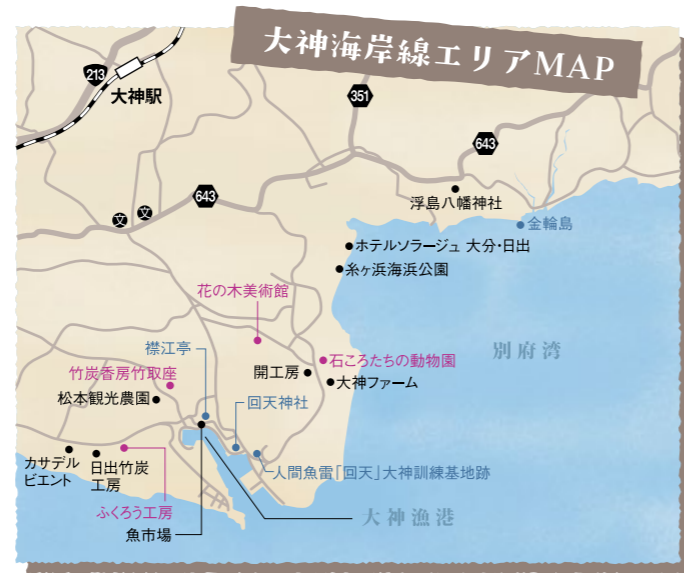 大神海岸線エリアMAP
213
大神駅
351
643
643
文
文
浮島八幡神社
金輪島
ホテルソラージュ 大分・日出
糸ヶ浜海浜公園
花の木美術館
別府湾
襟江亭
石ころたちの動物園
竹炭香房竹取座
開工房
大神ファーム
松本観光農園
回天神社
カサデル
ビエント
日出竹炭
工房
人間魚雷「回天」大神訓練基地跡
ふくろう工房
大神漁港
魚市場